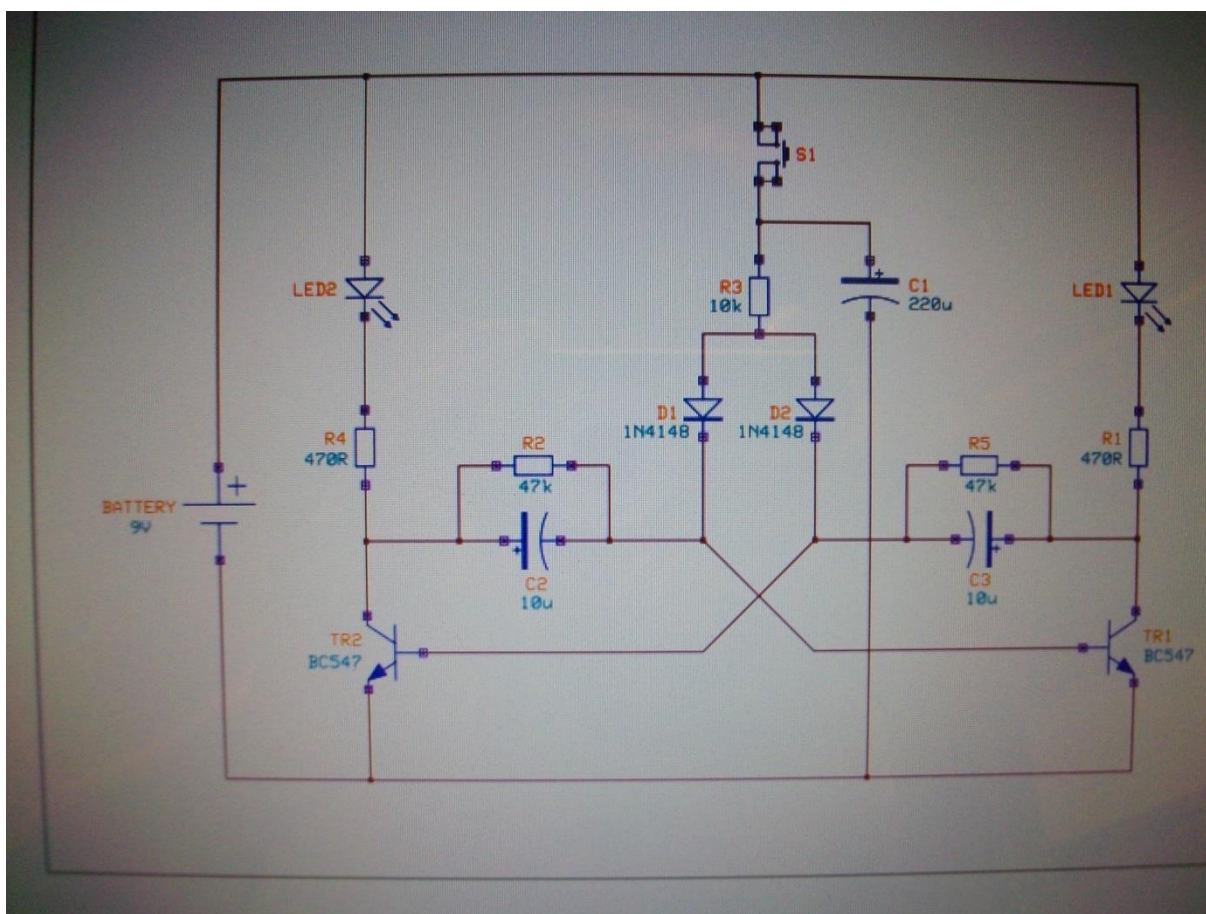 S1
LED2
R3
10k
C1
220u
LED1
D1
1N4148
D2
1N4148
R4
470R
R2
47k
R5
47k
R1
470R
+
BATTERY
9V
+
C2
10u
+
C3
10u
+
TR2
BC547
TR1
BC547